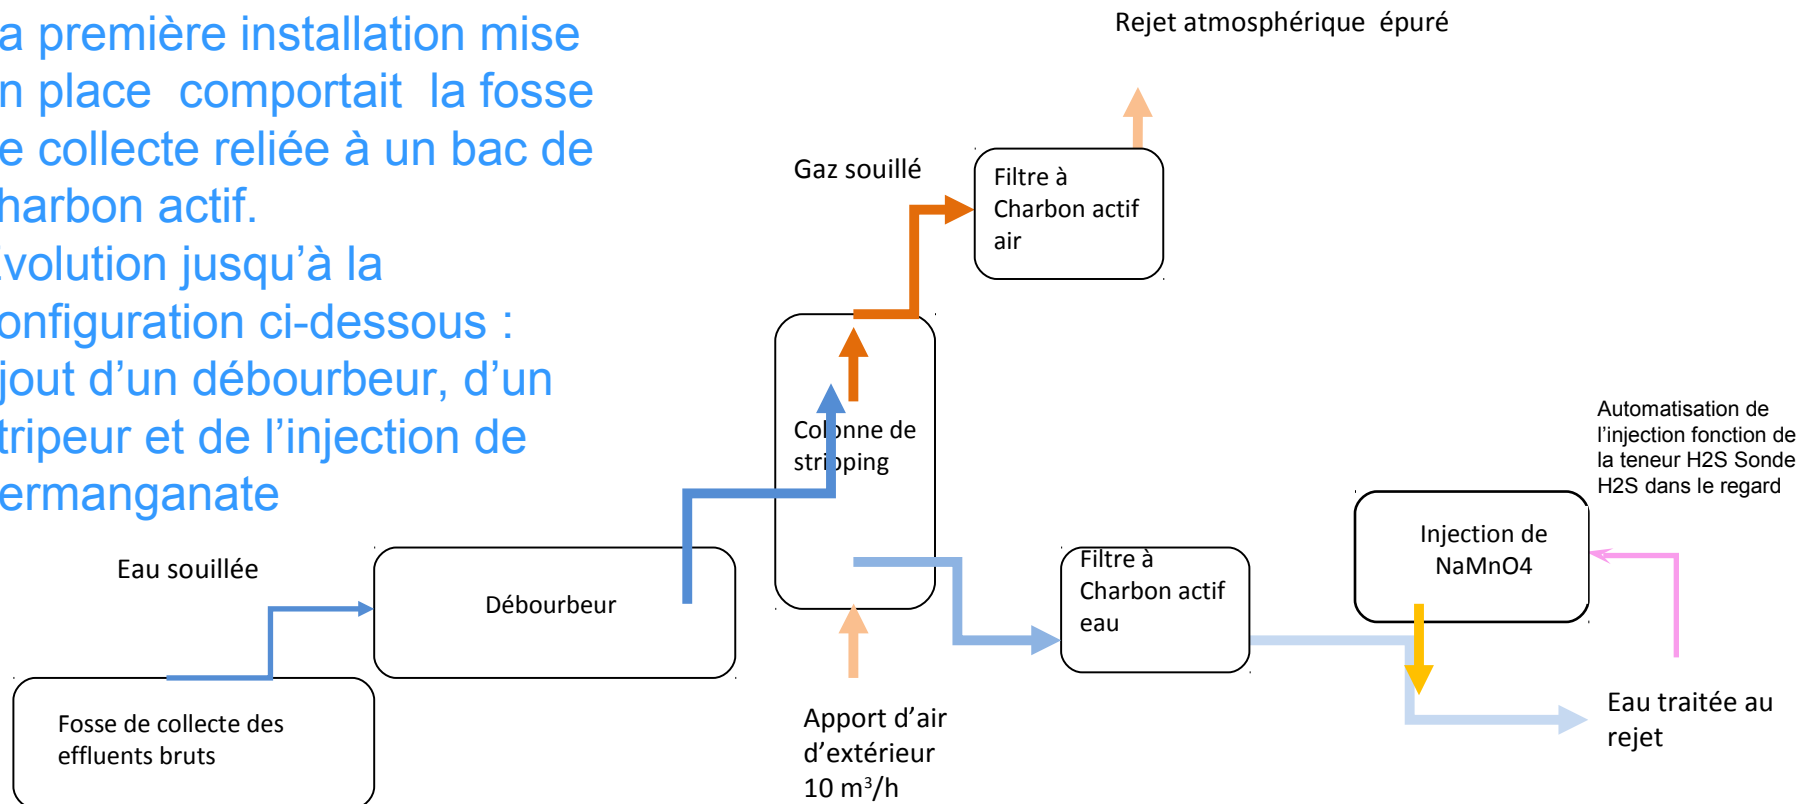 a première installation mise
n place comportait la fosse
e collecte reliée à un bac de
harbon actif.
volution jusqu’à la
onfiguration ci-dessous :
jout d’un débourbeur, d’un
tripeur et de l’injection de
ermanganate
Rejet atmosphérique épuré
Gaz souillé
Filtre à
Charbon actif
air
Colonne de
stripping
Automatisation de
l’injection fonction de
la teneur H2S Sonde
H2S dans le regard
Injection de
NaMnO4
Eau souillée
Débourbeur
Filtre à
Charbon actif
eau
Fosse de collecte des
effluents bruts
Apport d’air
d’extérieur
10 m³/h
Eau traitée au
rejet